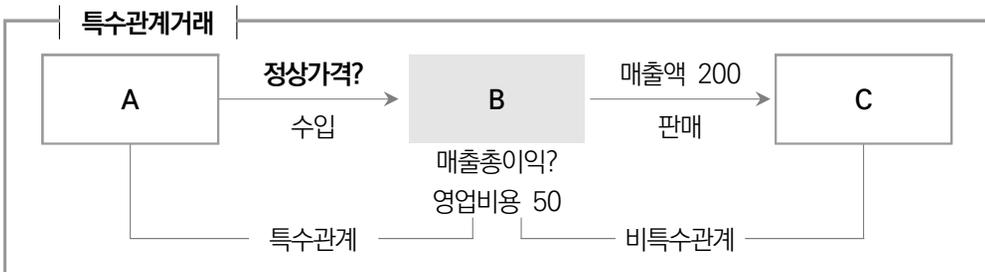 특수관계거래
A
정상가격?
수입
B
매출액 200
판매
C
매출총이익?
영업비용 50
특수관계
비특수관계